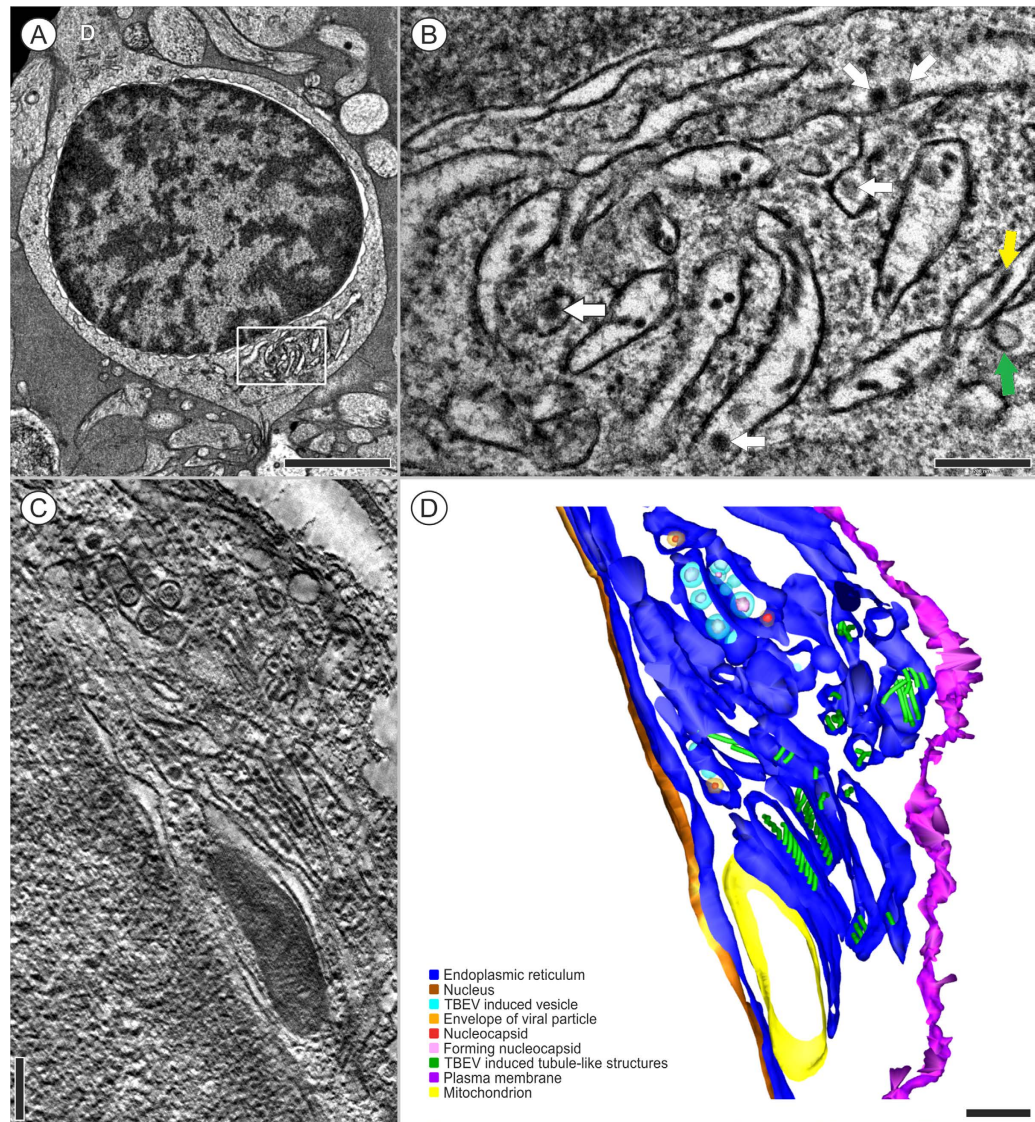 A
D
B
C
D
Endoplasmic reticulum
Nucleus
TBEV induced vesicle
Envelope of viral particle
Nucleocapsid
Forming nucleocapsid
TBEV induced tubule-like structures
Plasma membrane
Mitochondrion